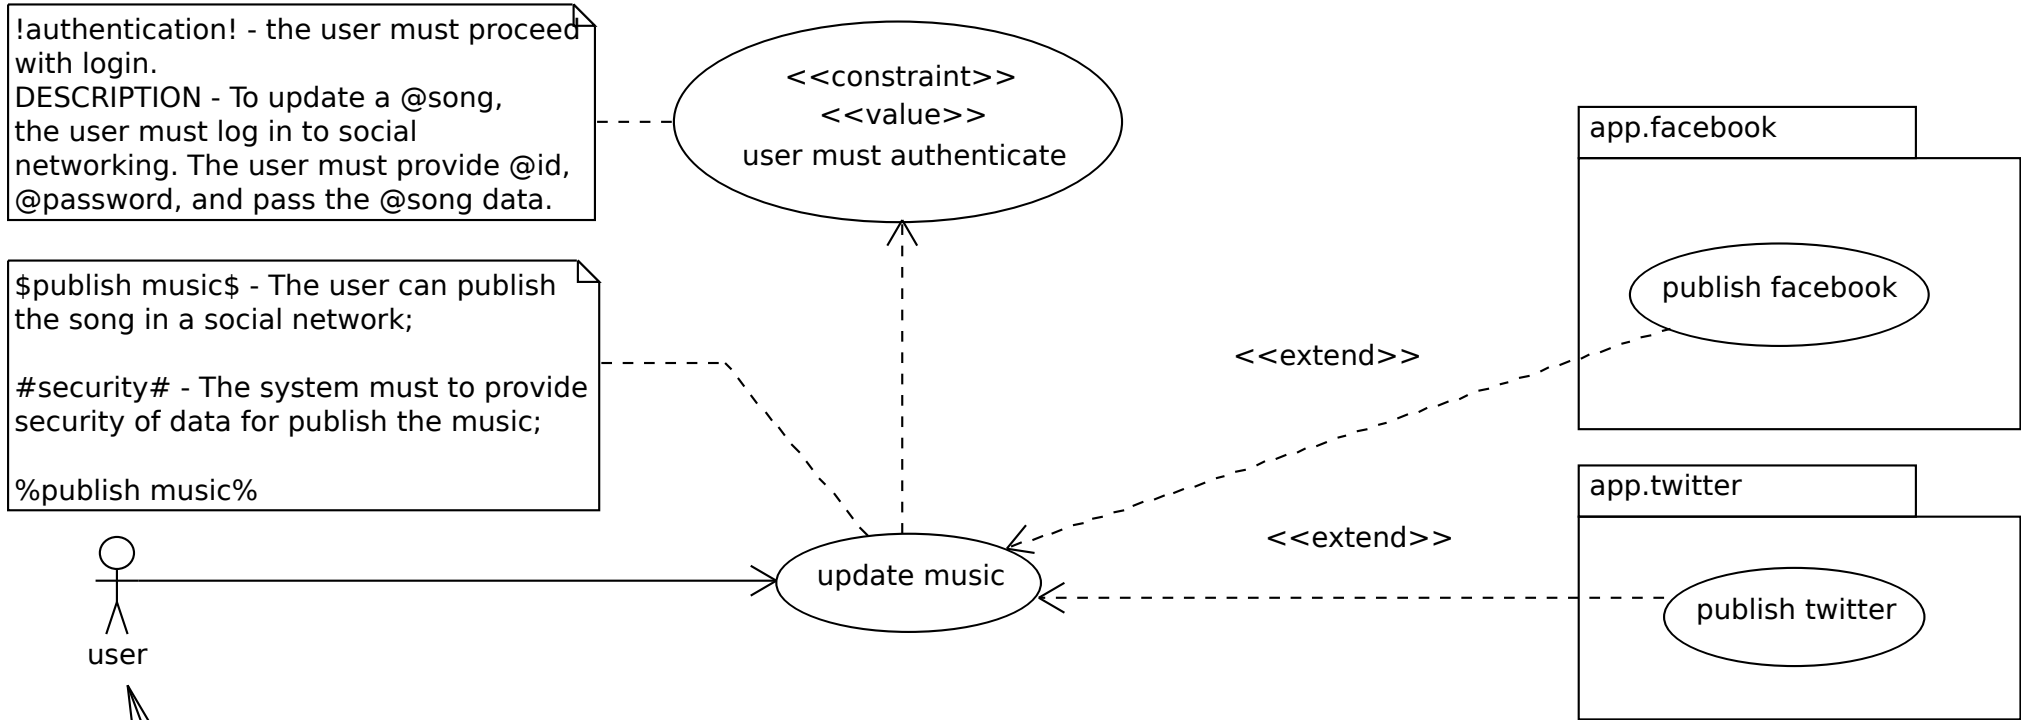 !authentication! - the user must proceed
with login.
DESCRIPTION - To update a @song,
the user must log in to social
networking. The user must provide @id,
@password, and pass the @song data.
<<constraint>>
<<value>>
user must authenticate
app.facebook
publish facebook
$publish music$ - The user can publish
the song in a social network;
#security# - The system must to provide
security of data for publish the music;
%publish music%
<<extend>>
<<extend>>
app.twitter
publish twitter
update music
user